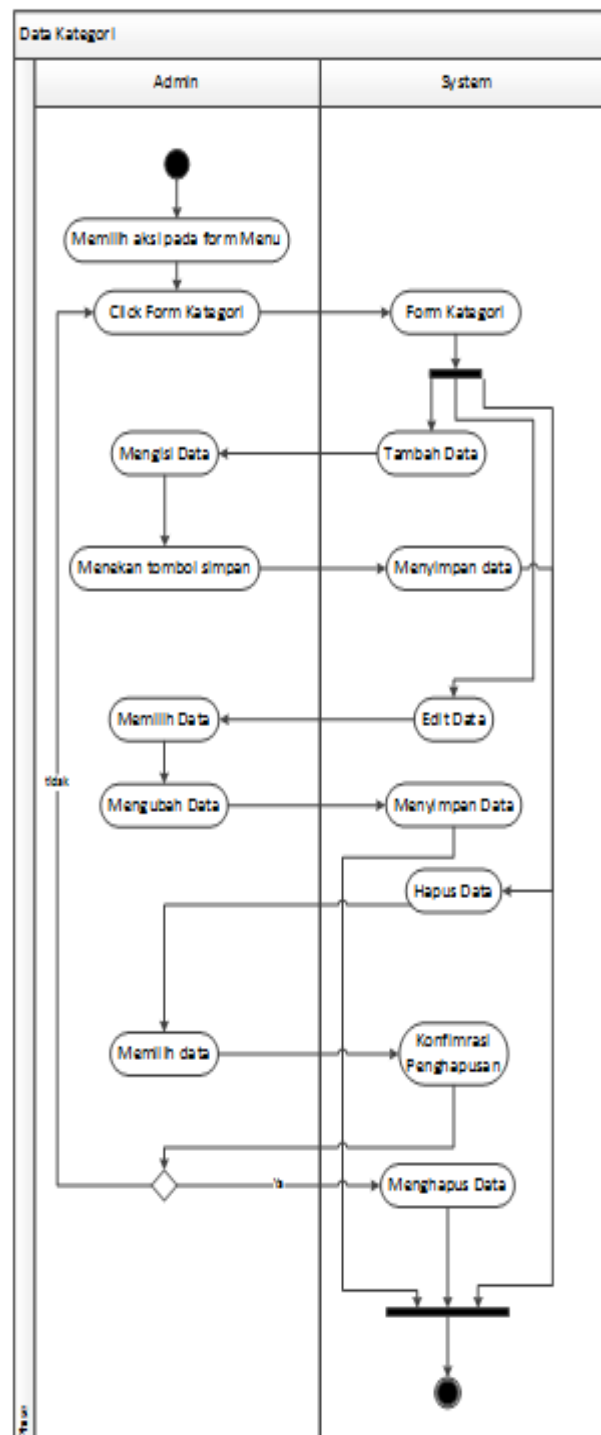 Data Kategori
Admin
System
Memilih aksi pada form Menu
Click Form Kategori
Form Kategori
Mengisi Data
Tambah Data
Menekan tombol simpan
Menyimpan data
Memilih Data
Edit Data
tidak
Mengubah Data
Menyimpan Data
Hapus Data
Memilih data
Konfimrasi
Penghapusan
Ya
Menghapus Data